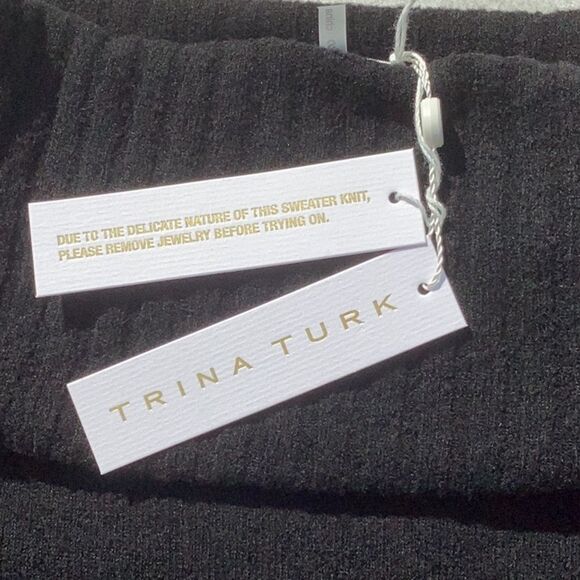 DUE TO THE DELICATE NATURE OF THIS SWEATER KNIT,
PLEASE REMOVE JEWELRY BEFORE TRYING ON.
TRINA TURK